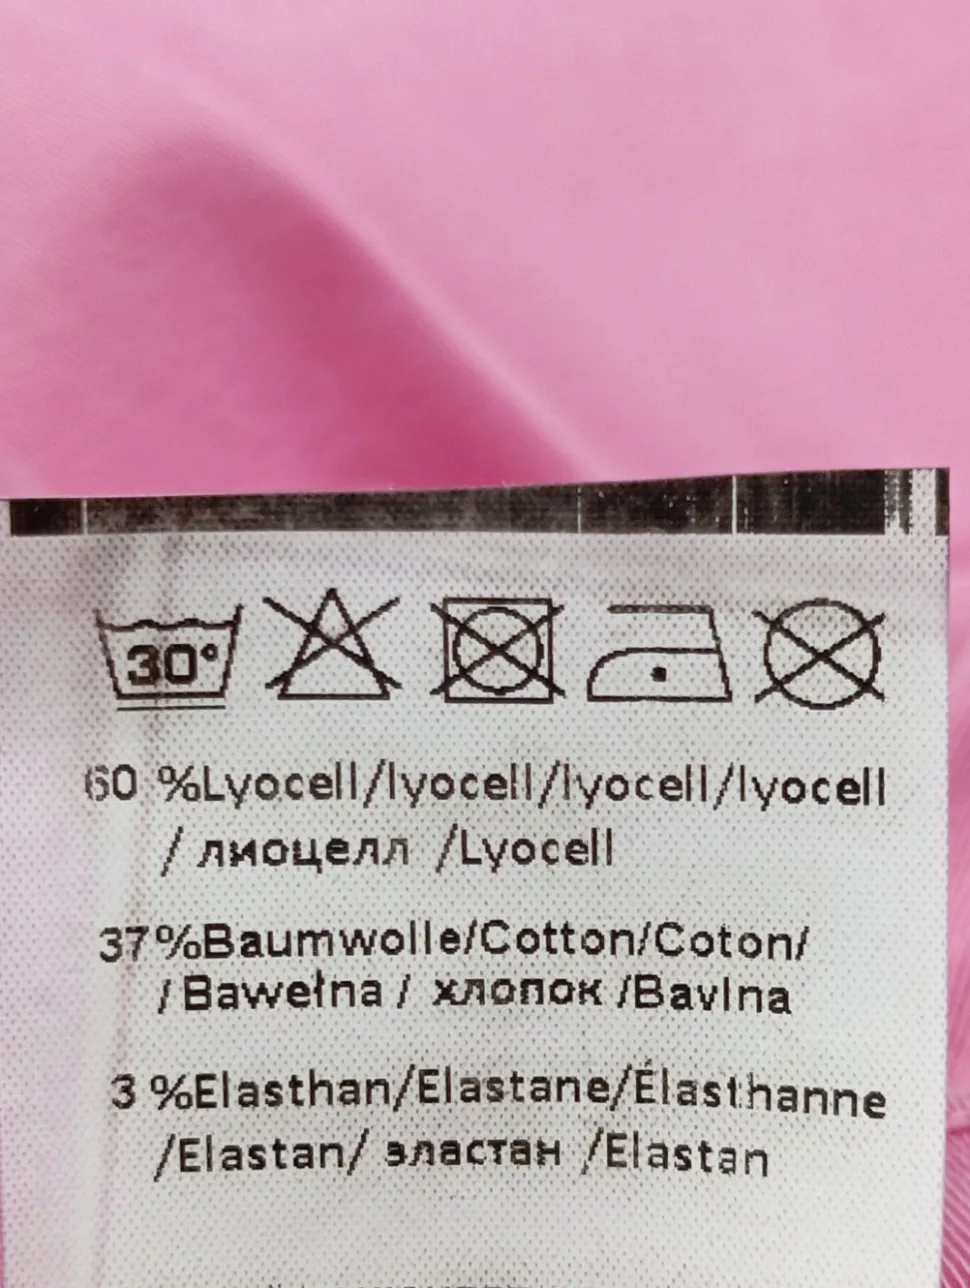 30°
60 %Lyocell/lyocell/lyocell/lyocell
/ лиоцелл /Lyocell
37%Baumwolle/Cotton/Coton/
/ Bawełna / хлопок /Bavlna
3 %Elasthan/Elastane/Élasthanne
/Elastan/ эластан /Elastan